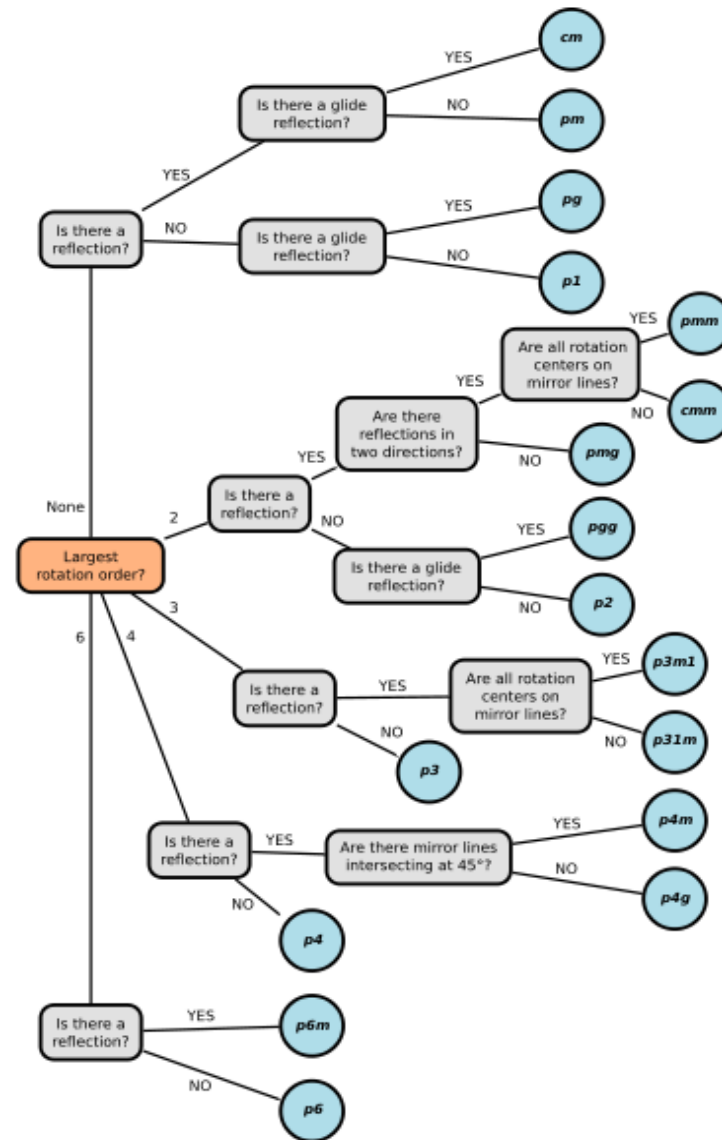 cm
YES
Is there a glide
reflection?
NO
pm
YES
pg
YES
Is there a
reflection?
NO
Is there a glide
reflection?
NO
p1
YES
pmm
Are all rotation
centers on
mirror lines?
YES
NO
cmm
Are there
reflections in
two directions?
YES
NO
pmg
Is there a
reflection?
None
2
NO
YES
pgg
Largest
rotation order?
Is there a glide
reflection?
NO
p2
3
6
4
YES
p3m1
Are all rotation
centers on
mirror lines?
Is there a
reflection?
YES
NO
p31m
NO
p3
p4m
YES
Is there a
reflection?
YES
Are there mirror lines
intersecting at 45°?
NO
p4g
NO
p4
Is there a
reflection?
YES
p6m
NO
p6